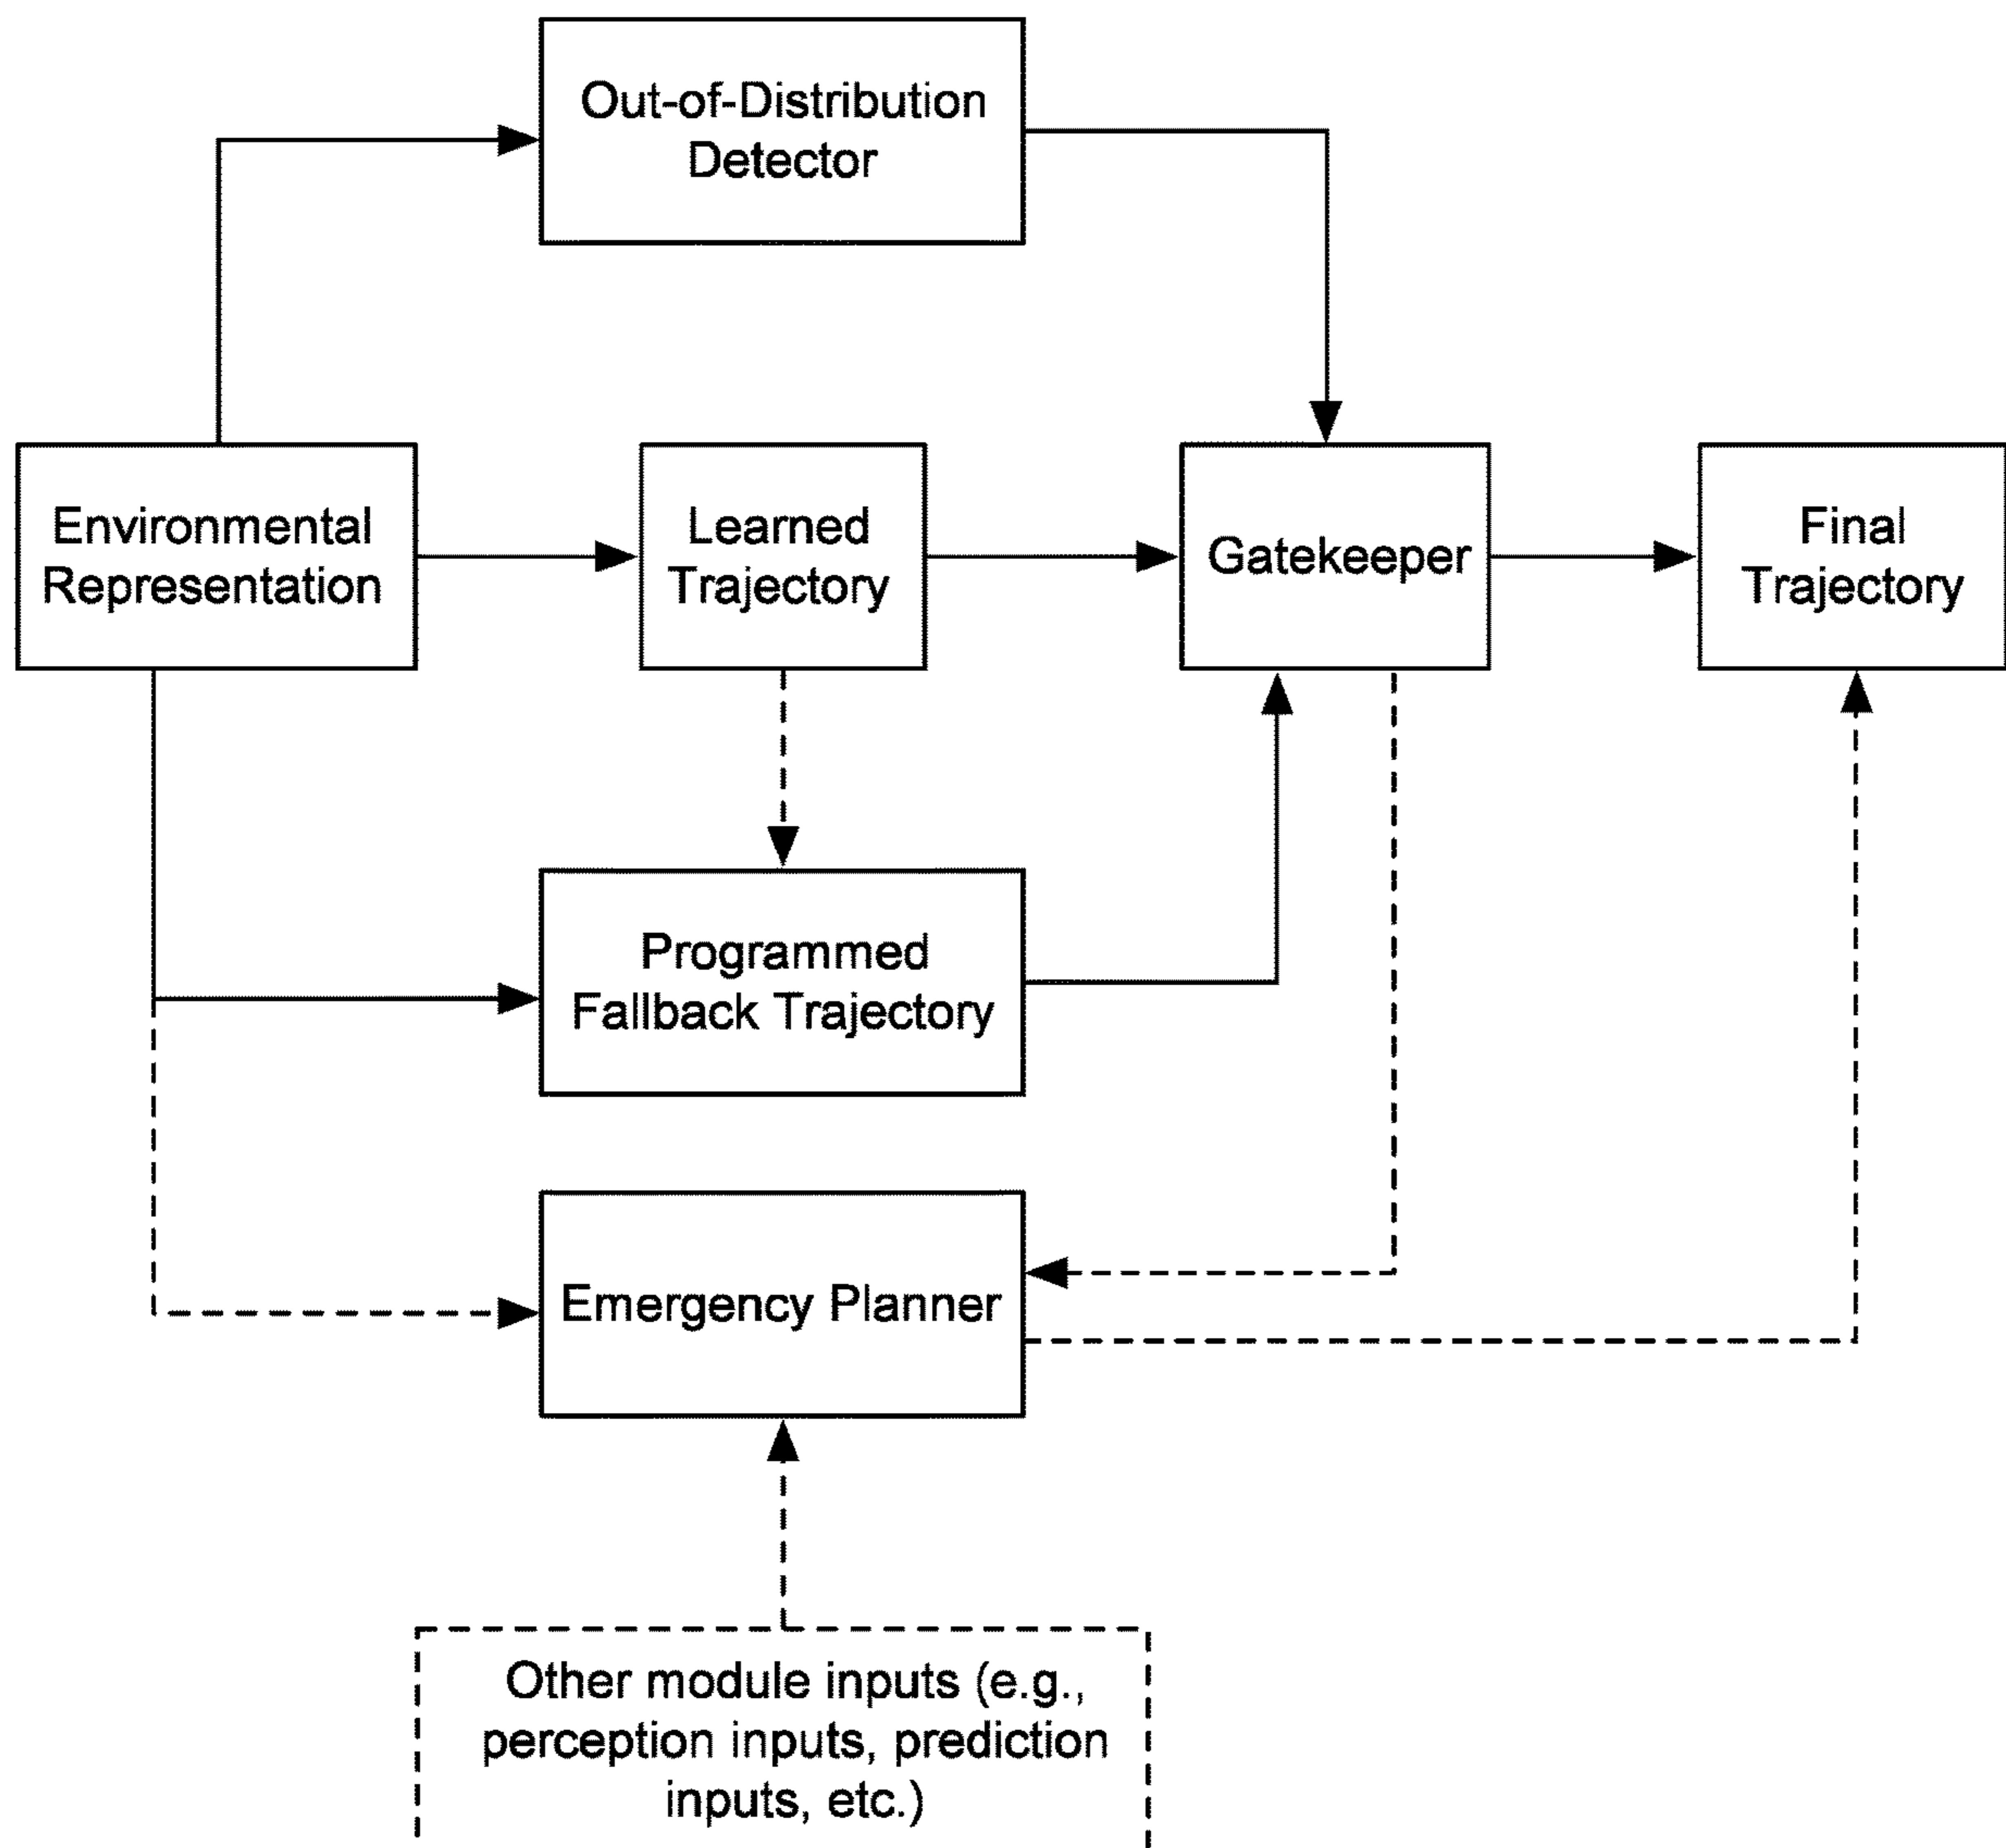 Out-of-Distribution
Detector
Environmental
Representation
Learned
Trajectory
Gatekeeper
Final
Trajectory
Programmed
Fallback Trajectory
Emergency Planner
Other module inputs (e.g.,
perception inputs, prediction
inputs, etc.)